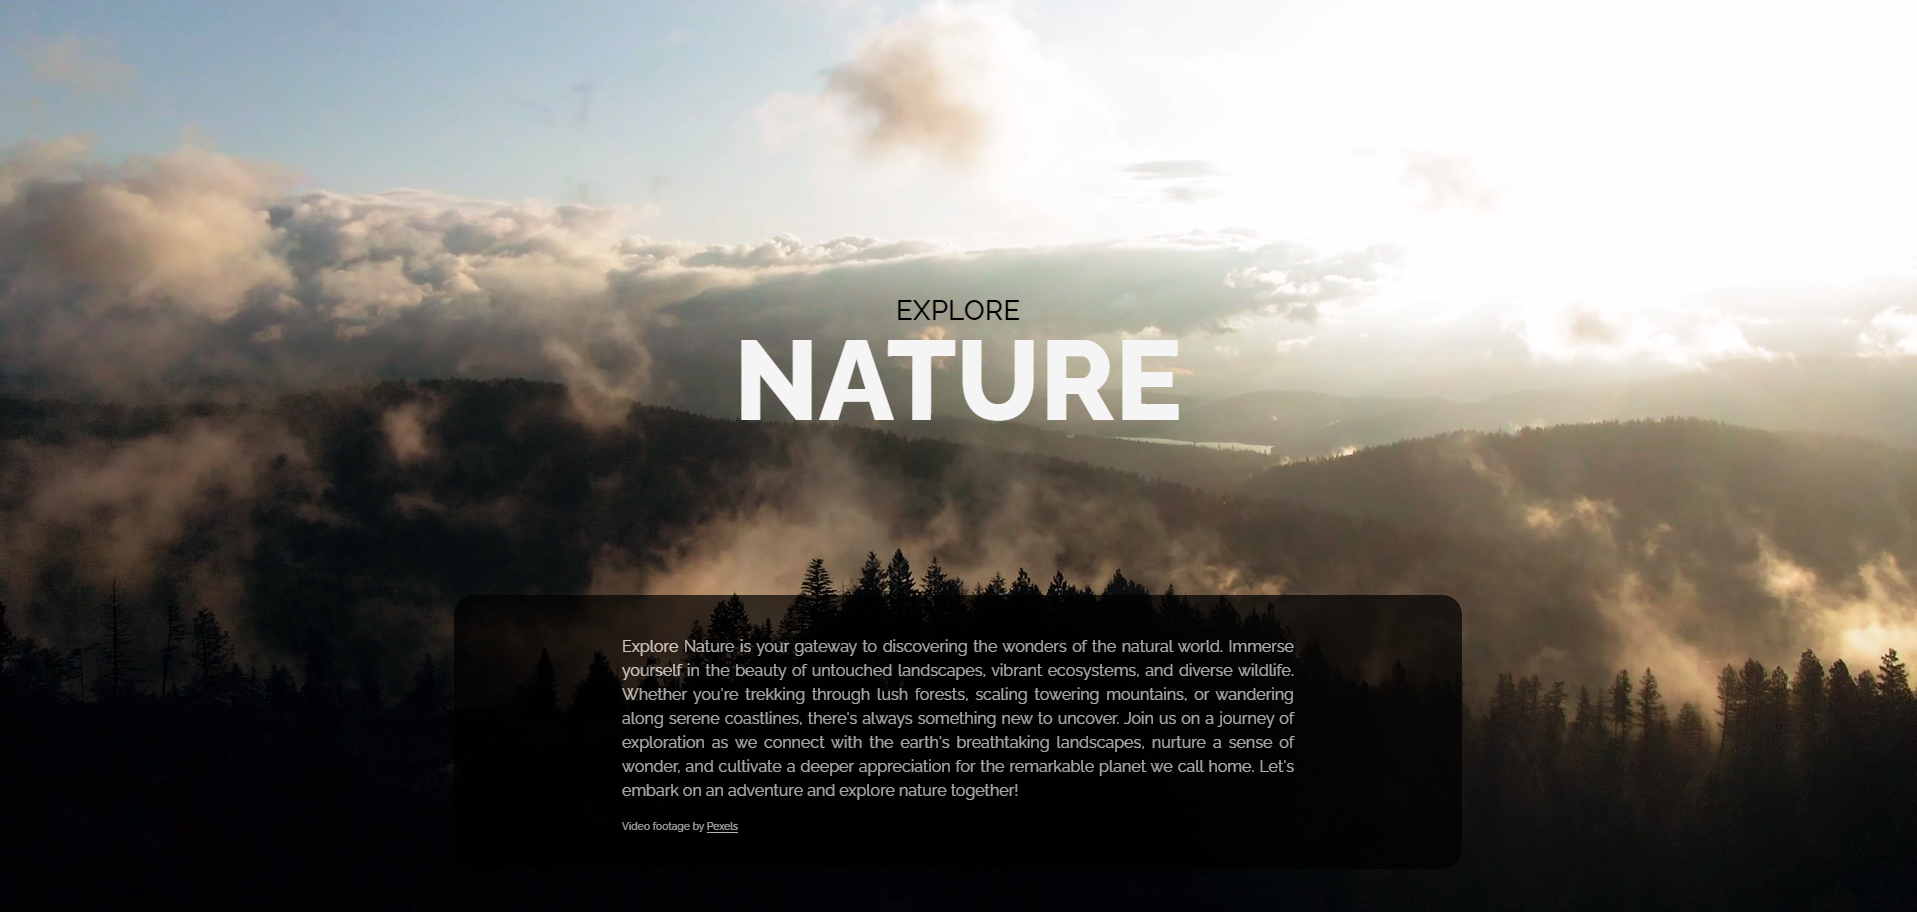 EXPLORE
NATURE
Explore Nature is your gateway to discovering the wonders of the natural world. Immerse
yourself in the beauty of untouched landscapes, vibrant ecosystems, and diverse wildlife.
Whether you're trekking through lush forests, scaling towering mountains, or wandering
along serene coastlines, there's always something new to uncover. Join us on a journey of
exploration as we connect with the earth's breathtaking landscapes, nurture a sense of
wonder, and cultivate a deeper appreciation for the remarkable planet we call home. Let's
embark on an adventure and explore nature together!
Video footage by Pexels